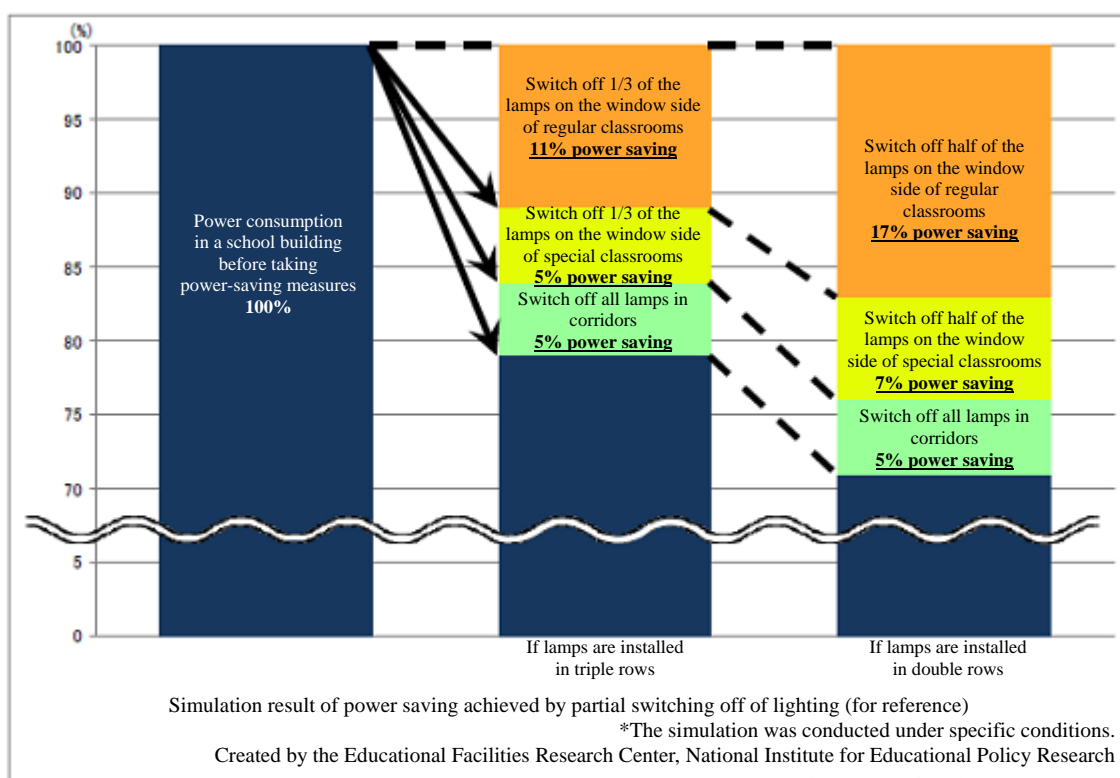 (%)
100
95
90
85
80
75
70
5
0
Power consumption
in a school building
before taking
power-saving measures
100%
Switch off 1/3 of the
lamps on the window side
of regular classrooms
11% power saving
Switch off 1/3 of the
lamps on the window side
of special classrooms
5% power saving
Switch off all lamps in
corridors
5% power saving
Switch off half of the
lamps on the window
side of regular
classrooms
17% power saving
Switch off half of the
lamps on the window
side of special classrooms
7% power saving
Switch off all lamps in
corridors
5% power saving
If lamps are installed
in triple rows
If lamps are installed
in double rows
Simulation result of power saving achieved by partial switching off of lighting (for reference)
*The simulation was conducted under specific conditions.
Created by the Educational Facilities Research Center, National Institute for Educational Policy Research